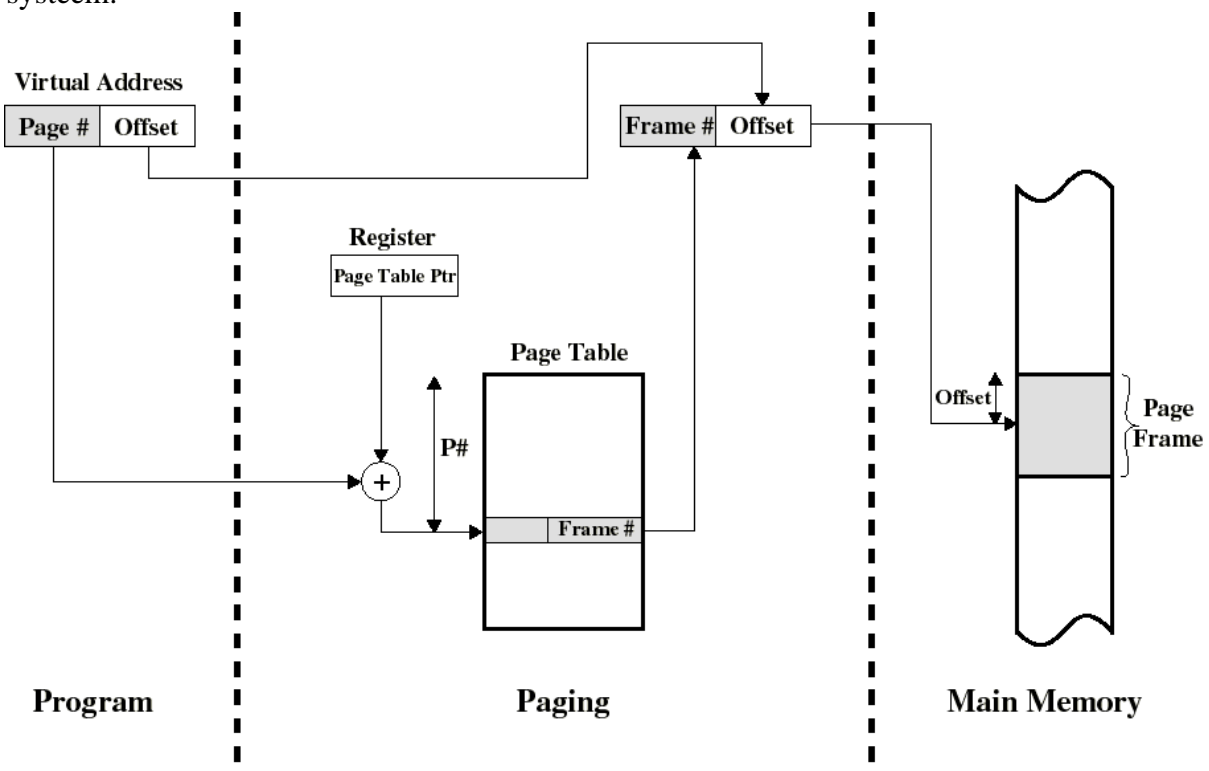 systeem.
Virtual Address
Page # Offset
Frame # Offset
Register
Page Table Ptr
Page Table
P#
Frame #
Offset
Page
Frame
+
Program
Paging
Main Memory